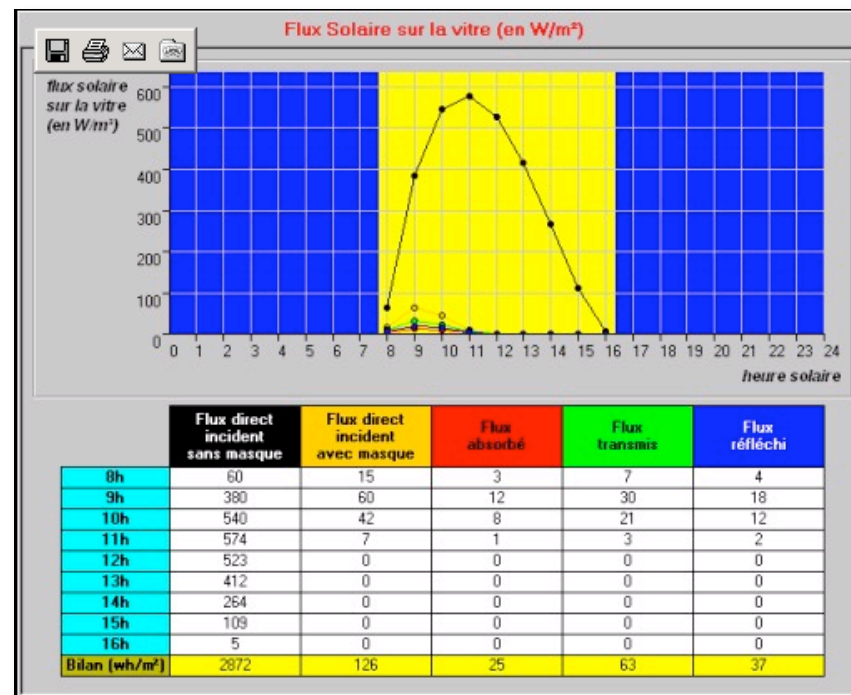 Flux Solaire sur la vitre (en W/m²)
flux solaire
sur la vitre
(en W/m²)
600
500
400
300
200
100
0
0 1 2 3 4 5 6 7 8 9 10 11 12 13 14 15 16 17 18 19 20 21 22 23 24
heure solaire
Flux direct incident sans masque Flux direct incident avec masque Flux absorbé Flux transmis Flux réfléchi
8h 60 15 3 7 4
9h 380 60 12 30 18
10h 540 42 8 21 12
11h 574 7 1 3 2
12h 523 0 0 0 0
13h 412 0 0 0 0
14h 264 0 0 0 0
15h 109 0 0 0 0
16h 5 0 0 0 0
Bilan (wh/m²) 2872 126 25 63 37